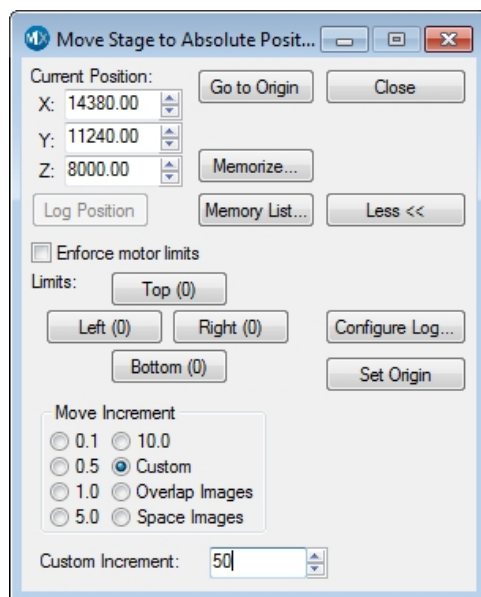 MX Move Stage to Absolute Posit...
Current Position:
X: 14380.00
Go to Origin
Close
Y: 11240.00
Z: 8000.00
Memorize...
Log Position
Memory List...
Less <<
Enforce motor limits
Limits:
Top (0)
Left (0)
Right (0)
Configure Log...
Bottom (0)
Set Origin
Move Increment
0.1 10.0
0.5 Custom
1.0 Overlap Images
5.0 Space Images
Custom Increment: 50